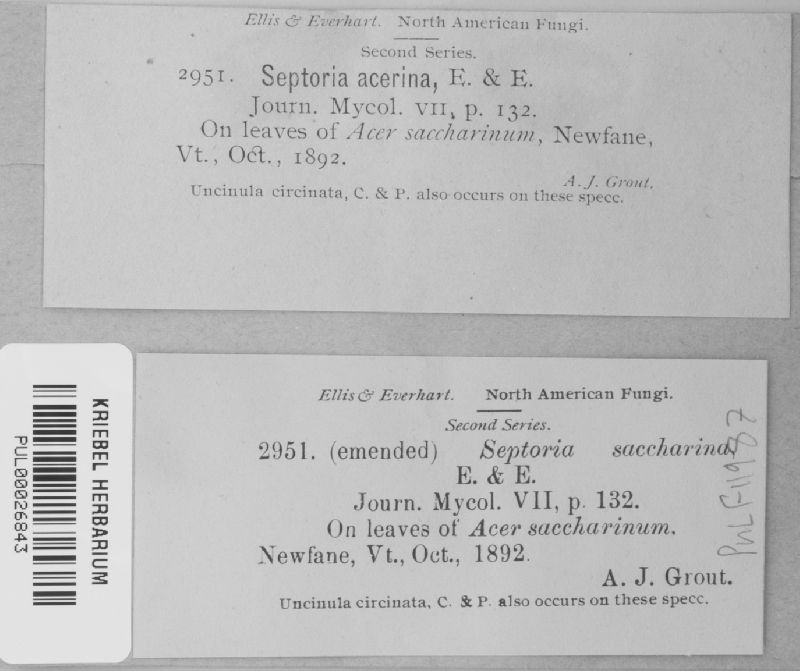 Ellis & Everhart. North American Fungi.
Second Series.
2951. Septoria acerina, E. & E.
Journ. Mycol. VII, p. 132.
On leaves of Acer saccharinum, Newfane,
Vt., Oct., 1892.
A. J. Grout.
Uncinula circinata, C. & P. also occurs on these specc.
Ellis & Everhart. North American Fungi.
Second Series.
2951. (emended) Septoria saccharina,
E. & E.
Journ. Mycol. VII, p. 132.
On leaves of Acer saccharinum.
Newfane, Vt., Oct., 1892.
A. J. Grout.
Uncinula circinata, C. & P. also occurs on these specc.
PUL F-11987
KRIEBEL HERBARIUM
PUL00026843